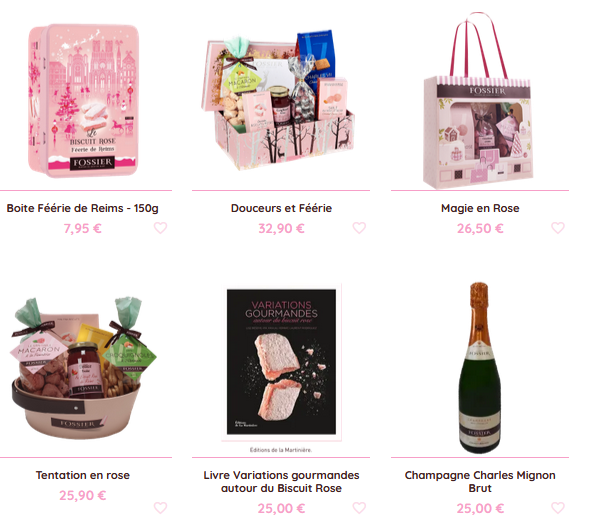 Le
BISCUIT ROSE
Féerie de Reims
FOSSIER
MACARON
FOSSIER
Boite Féérie de Reims - 150g
7,95 €
Douceurs et Féérie
32,90 €
Magie en Rose
26,50 €
MACARON
FOSSIER
FOSSIER
VARIATIONS
GOURMANDES
autour du biscuit rose
Éditions de la Martinière.
FOSSIER
Tentation en rose
25,90 €
Livre Variations gourmandes
autour du Biscuit Rose
25,00 €
Champagne Charles Mignon
Brut
25,00 €